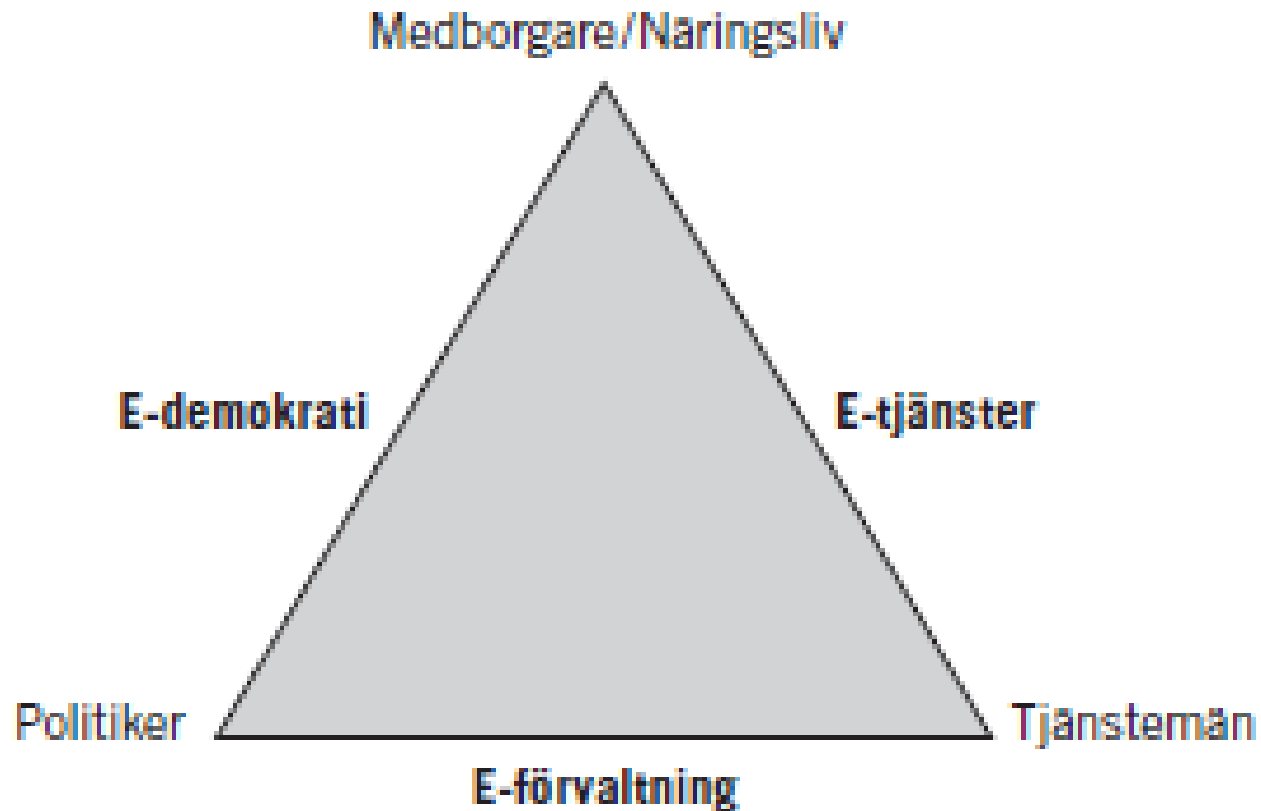 Medborgare/Näringsliv
E-demokrati
E-tjänster
Politiker
Tjänstemän
E-förvaltning